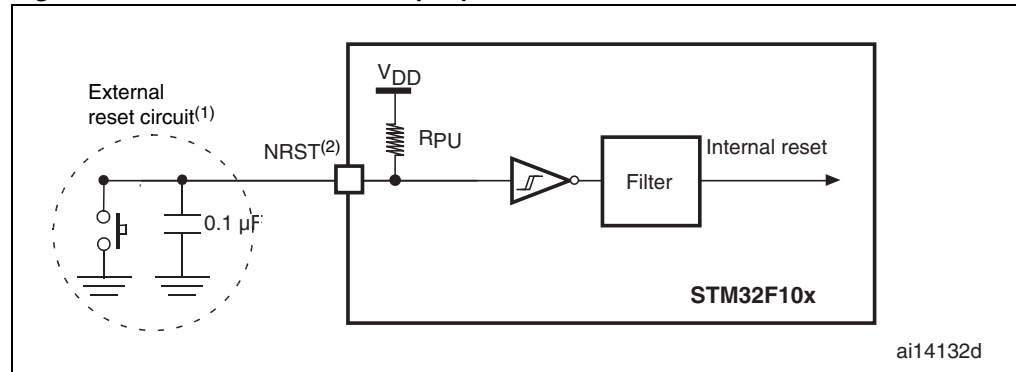 External
reset circuit(1)
NRST(2)
VDD
RPU
0.1 µF
Filter
Internal reset
STM32F10x
ai14132d